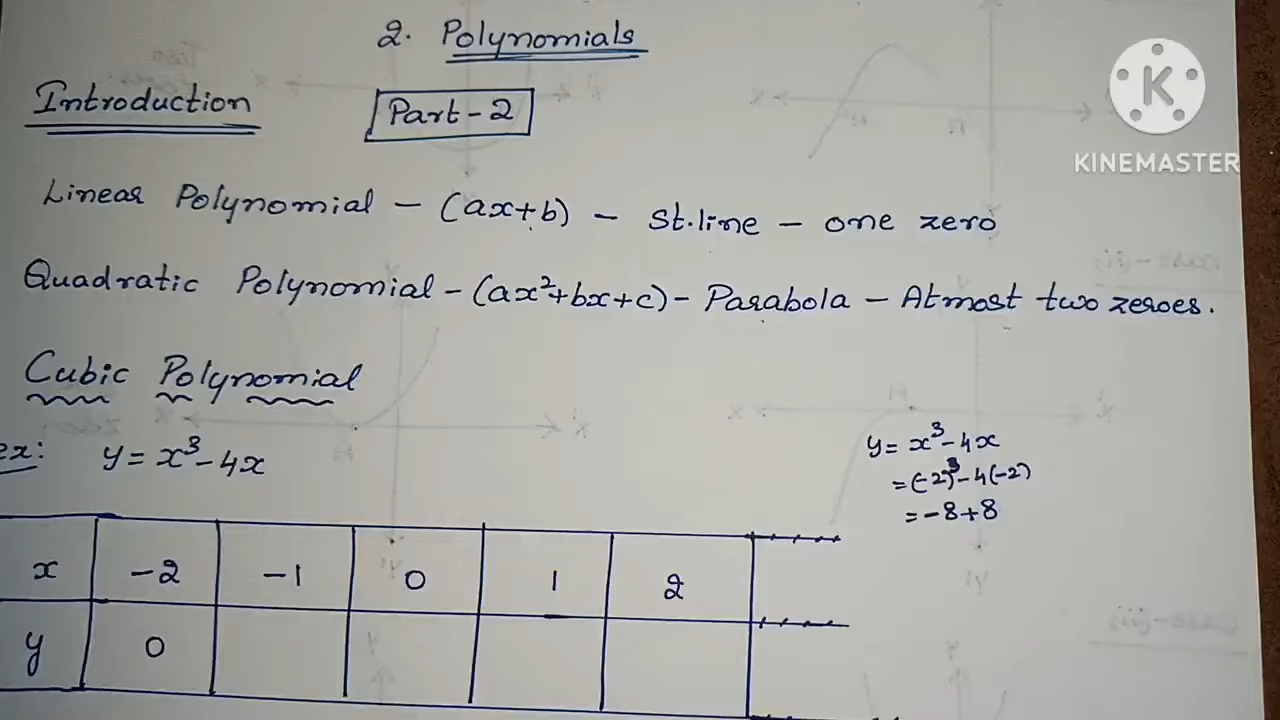 2. Polynomials
Introduction
Part-2
Linear Polynomial - (ax+b) - St.line - one zero
Quadratic Polynomial - (ax²+bx+c) - Parabola - Atmost two zeroes.
Cubic Polynomial
ex: y = x³-4x
y = x³-4x
= (-2)³-4(-2)
= -8+8
x -2 -1 0 1 2
y 0
K
KINEMASTER